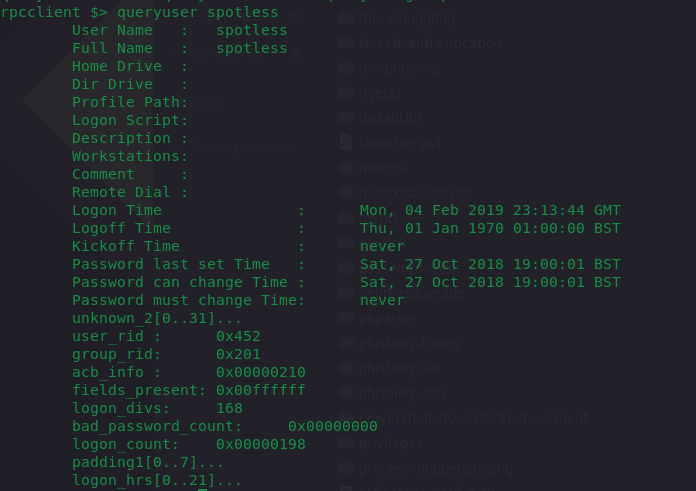 rpcclient $> queryuser spotless
User Name   :   spotless
Full Name   :   spotless
Home Drive  :
Dir Drive   :
Profile Path:
Logon Script:
Description :
Workstations:
Comment     :
Remote Dial :
Logon Time               :      Mon, 04 Feb 2019 23:13:44 GMT
Logoff Time              :      Thu, 01 Jan 1970 01:00:00 BST
Kickoff Time             :      never
Password last set Time   :      Sat, 27 Oct 2018 19:00:01 BST
Password can change Time :      Sat, 27 Oct 2018 19:00:01 BST
Password must change Time:      never
unknown_2[0..31]...
user_rid :      0x452
group_rid:      0x201
acb_info :      0x00000210
fields_present: 0x00ffffff
logon_divs:     168
bad_password_count:     0x00000000
logon_count:    0x00000198
padding1[0..7]...
logon_hrs[0..21]...
file-smuggling
forced-authentication
iex-phishing
inject1
installUtil
launcher.ps1
macros
mimikatz-master
peparser
phishing-forms
phishing-slk
phishing-xlm
powershell-dsc-lateral-movement
privileges
process-doppelganging
Other Locations